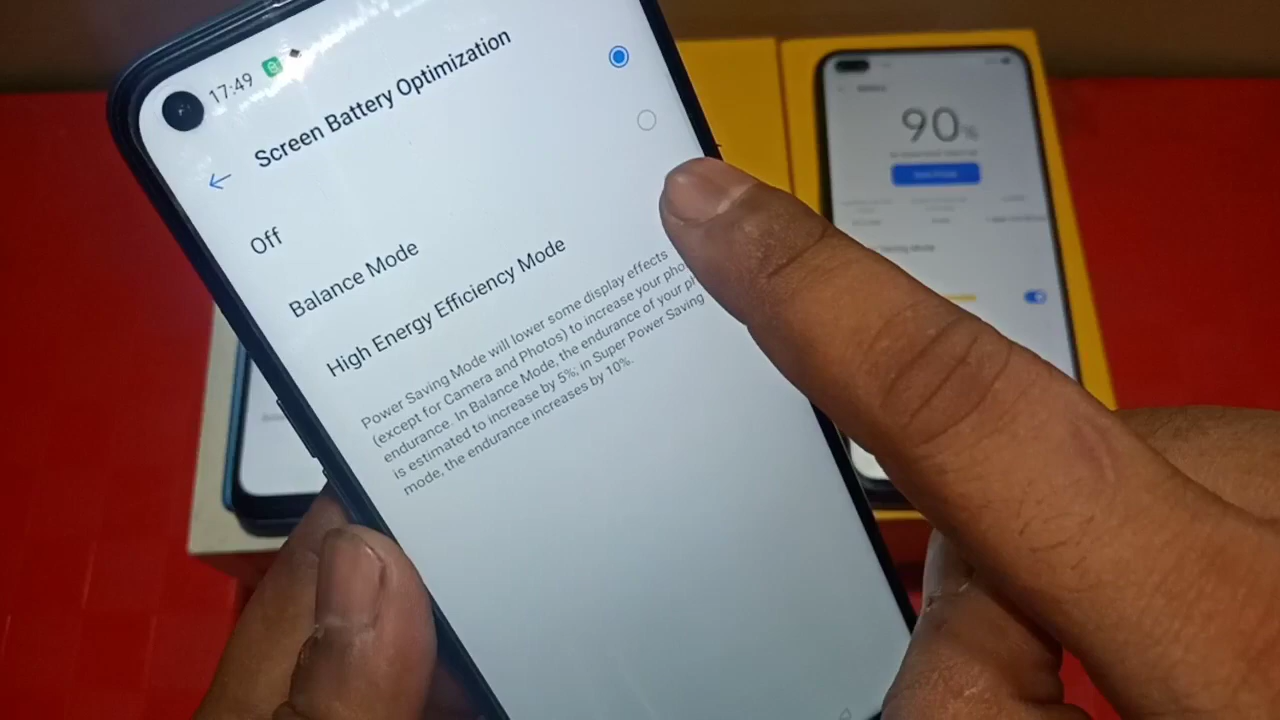 17:49
Screen Battery Optimization
Off
Balance Mode
High Energy Efficiency Mode
Power Saving Mode will lower some display effects
(except for Camera and Photos) to increase your
endurance. In Balance Mode, the endurance of your
is estimated to increase by 5%; in Super Power Saving
mode, the endurance increases by 10%.
90%